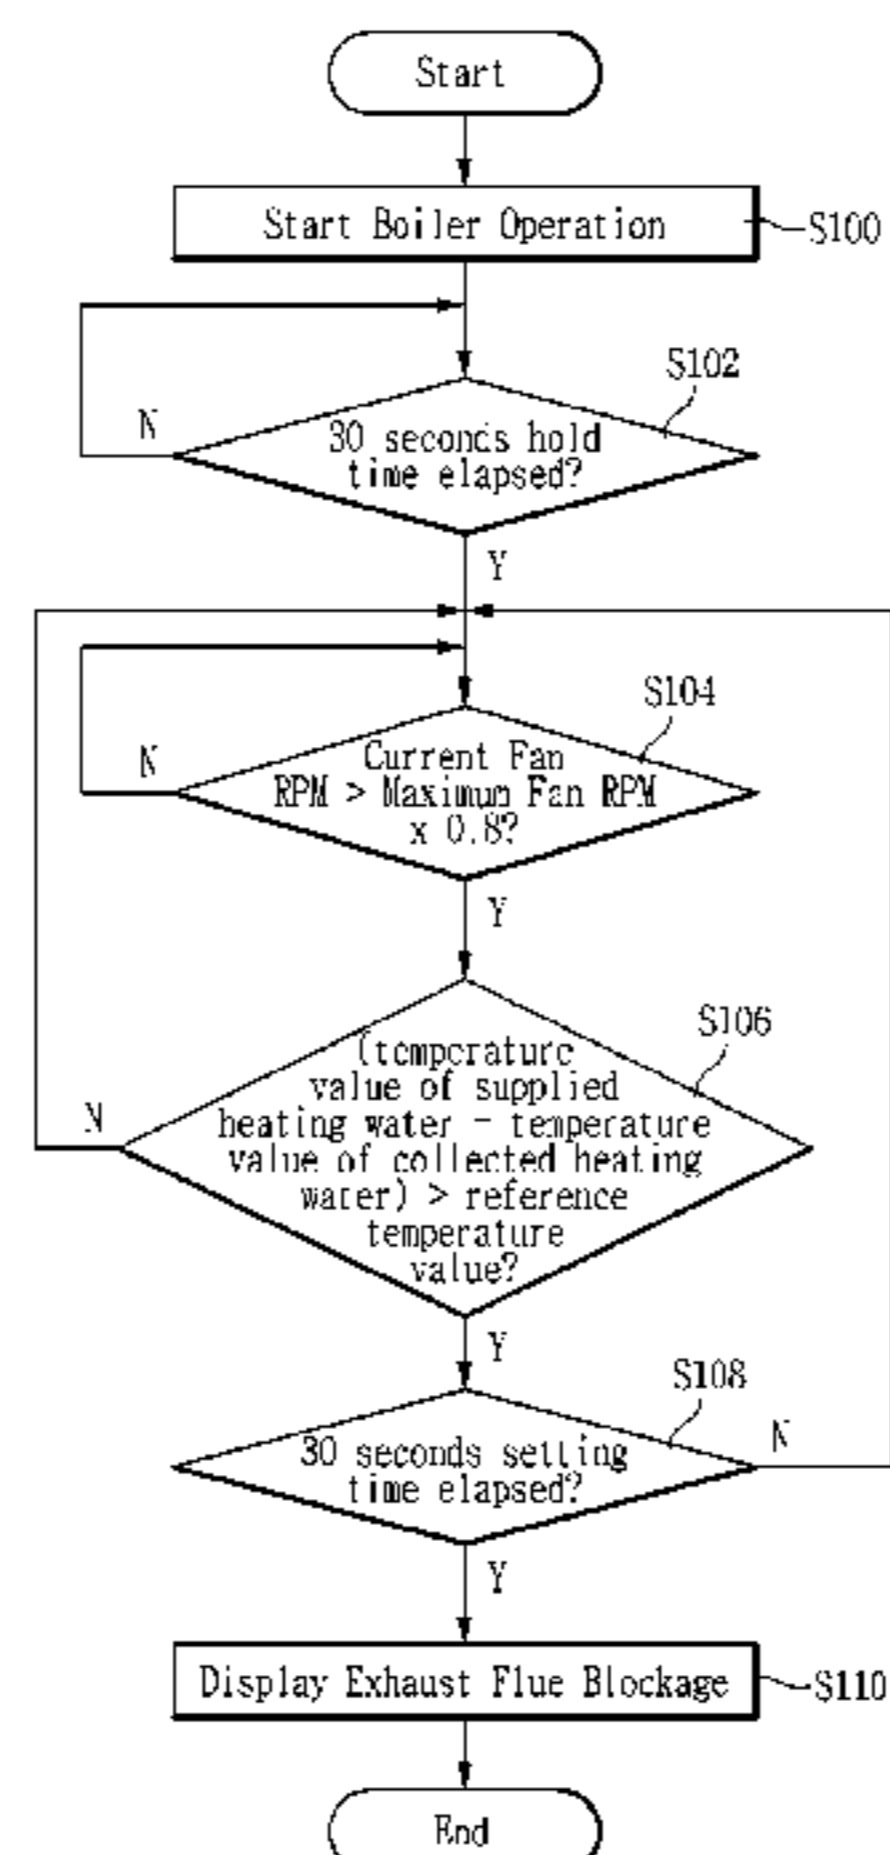 Start
Start Boiler Operation
S100
S102
N
30 seconds hold
time elapsed?
Y
S104
N
Current Fan
RPM > Maximum Fan RPM
x 0.8?
Y
S106
N
(temperature
value of supplied
heating water - temperature
value of collected heating
water) > reference
temperature
value?
Y
S108
N
30 seconds setting
time elapsed?
Y
Display Exhaust Flue Blockage
S110
End